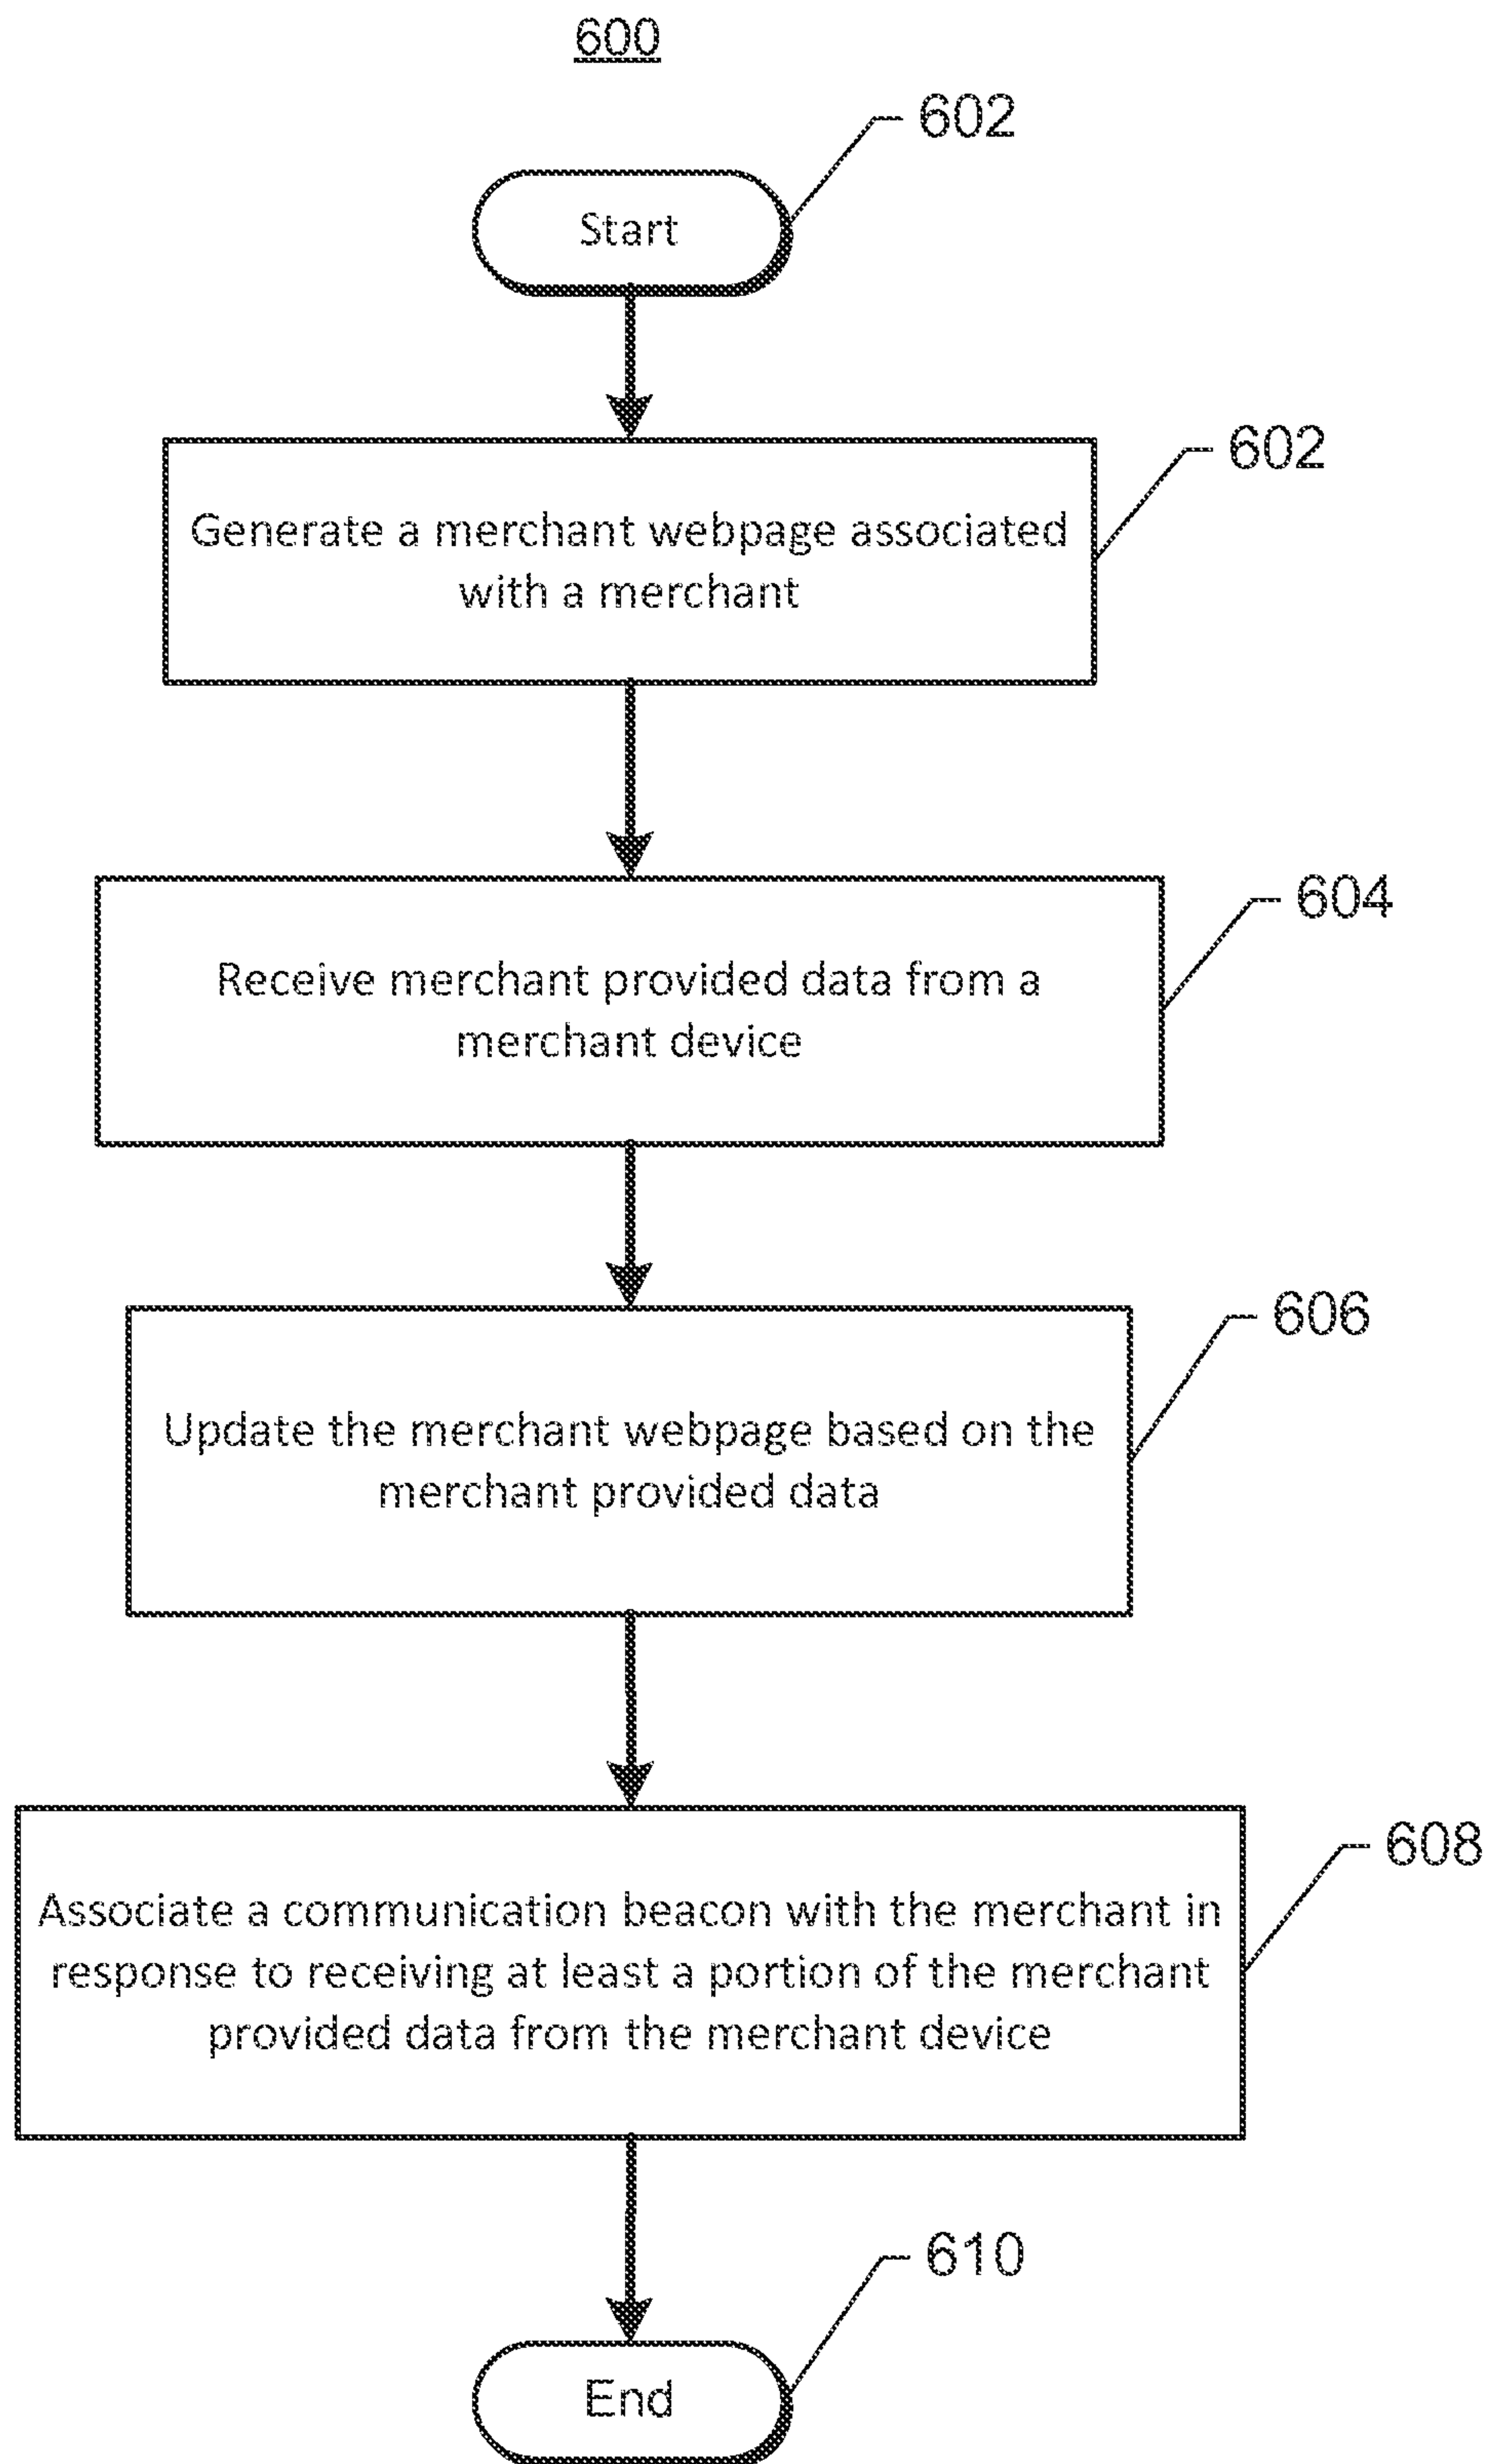 600
602
Start
602
Generate a merchant webpage associated
with a merchant
604
Receive merchant provided data from a
merchant device
606
Update the merchant webpage based on the
merchant provided data
608
Associate a communication beacon with the merchant in
response to receiving at least a portion of the merchant
provided data from the merchant device
610
End